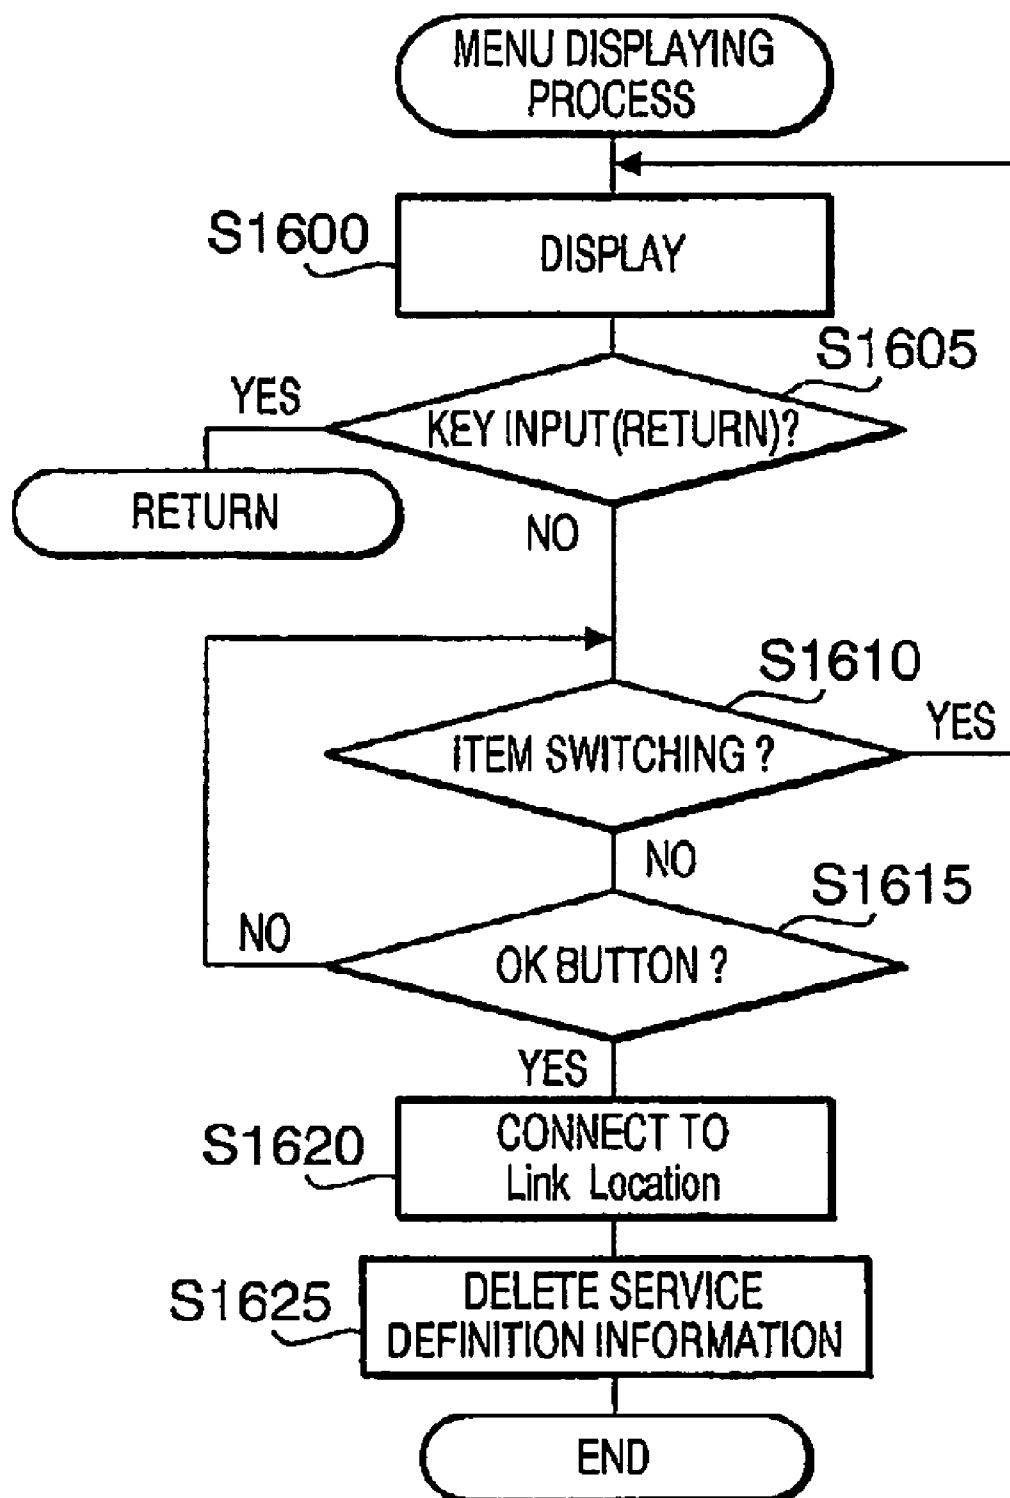 MENU DISPLAYING
PROCESS
S1600
DISPLAY
S1605
YES
KEY INPUT(RETURN)?
RETURN
NO
S1610
YES
ITEM SWITCHING ?
NO
S1615
NO
OK BUTTON ?
YES
S1620
CONNECT TO
Link Location
S1625
DELETE SERVICE
DEFINITION INFORMATION
END